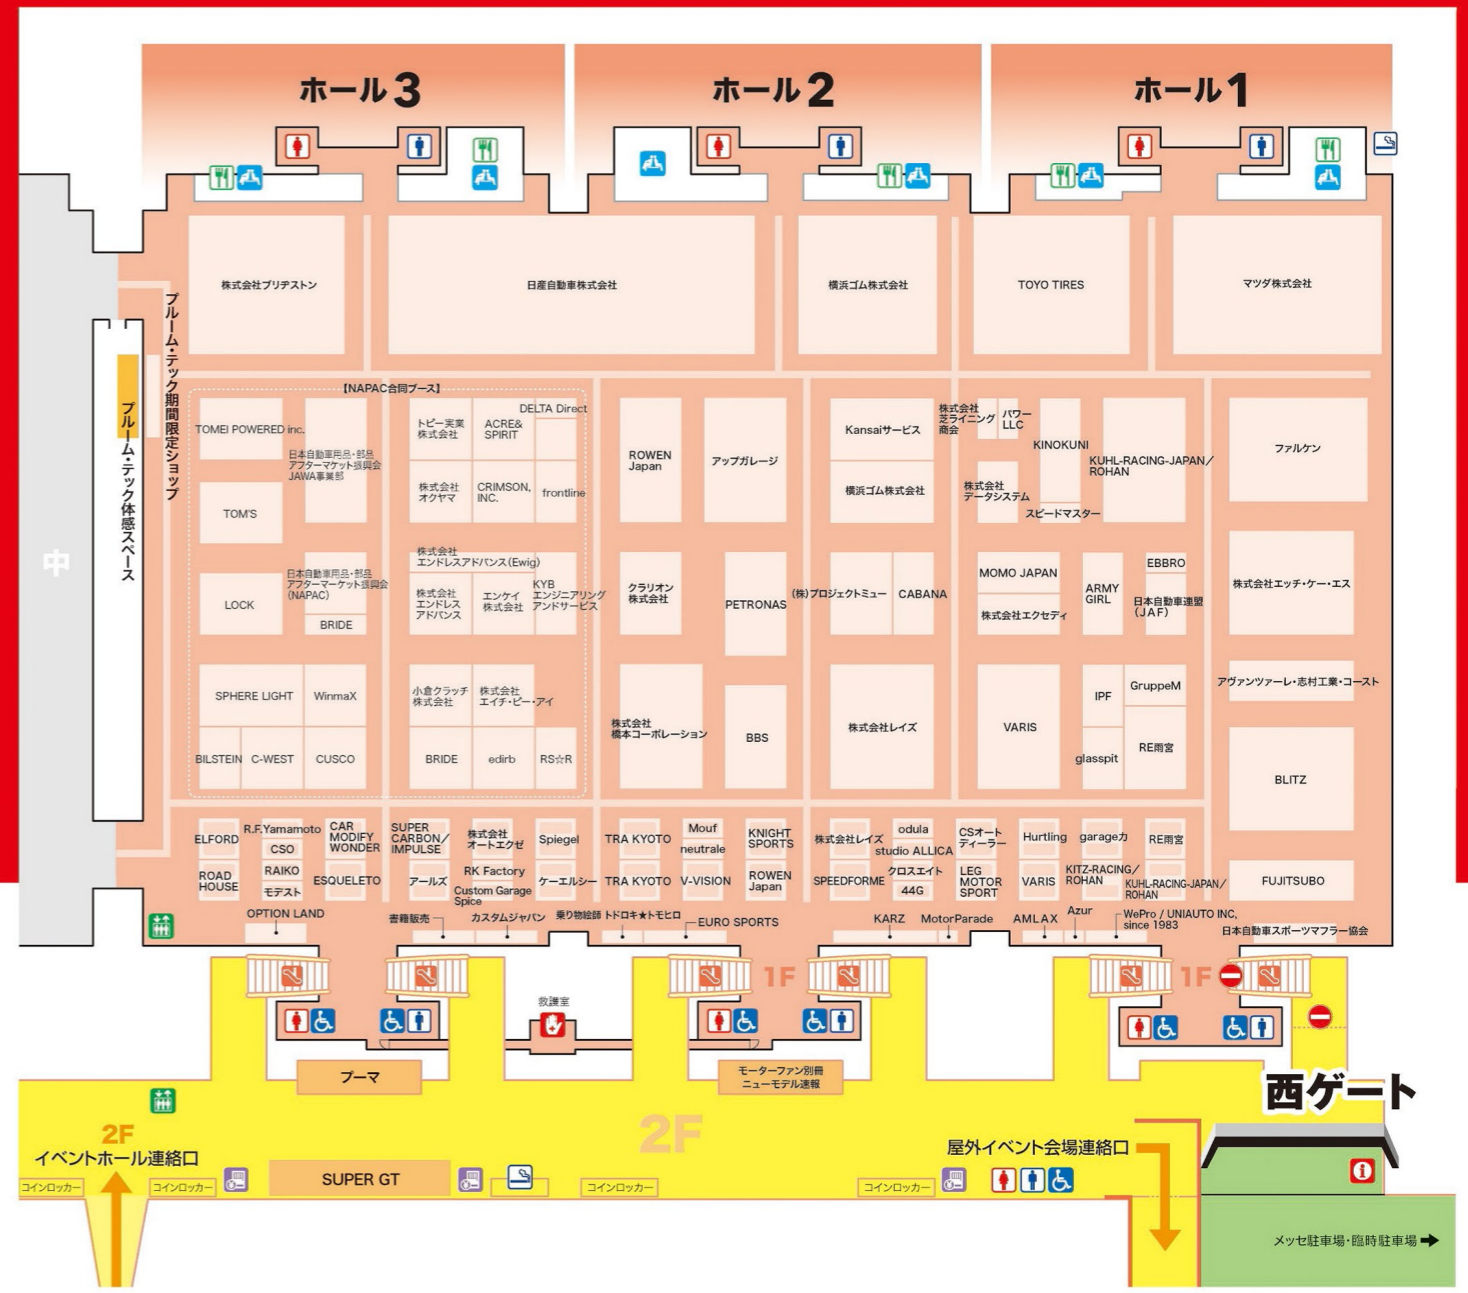 ホール3
ホール2
ホール1
株式会社ブリヂストン
日産自動車株式会社
横浜ゴム株式会社
TOYO TIRES
マツダ株式会社
プルーム・テック期間限定ショップ
プルーム・テック体感スペース
中
【NAPAC合同ブース】
TOMEI POWERED inc.
日本自動車用品・部品
アフターマケット振興会
JAWA事業部
TOM'S
トピー実業
株式会社
ACRE&
SPIRIT
DELTA Direct
株式会社
オクヤマ
CRIMSON,
INC.
frontline
LOCK
日本自動車用品・部品
アフターマーケット振興会
(NAPAC)
BRIDE
株式会社
エンドレスアドバンス(Ewig)
株式会社
エンドレス
アドバンス
エンケイ
株式会社
KYB
エンジニアリング
アンドサービス
SPHERE LIGHT
WinmaX
BILSTEIN
C-WEST
CUSCO
小倉クラッチ
株式会社
株式会社
エイチ・ピー・アイ
BRIDE
edirb
RS☆R
ROWEN
Japan
アップガレージ
クラリオン
株式会社
PETRONAS
株式会社
橋本コーポレーション
BBS
Kansaiサービス
横浜ゴム株式会社
(株)プロジェクトミュー
CABANA
株式会社レイズ
株式会社
芝ライニング
商会
パワー
LLC
KINOKUNI
KUHL-RACING-JAPAN/
ROHAN
株式会社
データシステム
スピードマスター
MOMO JAPAN
株式会社エクセディ
ARMY
GIRL
EBBRO
日本自動車連盟
(JAF)
VARIS
IPF
GruppeM
glasspit
RE雨宮
ファルケン
株式会社エッチ・ケー・エス
アヴァンツァーレ・志村工業・コースト
BLITZ
FUJITSUBO
ELFORD
R.F.Yamamoto
CSO
CAR
MODIFY
WONDER
ROAD
HOUSE
RAIKO
モデスト
ESQUELETO
SUPER
CARBON/
IMPULSE
株式会社
オートエクゼ
Spiegel
アールズ
RK Factory
Custom Garage
Spice
ケーエルシー
TRA KYOTO
Mouf
neutrale
KNIGHT
SPORTS
TRA KYOTO
V-VISION
ROWEN
Japan
株式会社レイズ
odula
studio ALLICA
CSオート
ディーラー
SPEEDFORME
クロスエイト
44G
LEG
MOTOR
SPORT
Hurtling
garage力
RE雨宮
VARIS
KITZ-RACING/
ROHAN
KUHL-RACING-JAPAN/
ROHAN
OPTION LAND
書籍販売
カスタムジャパン
乗り物絵師 トドロキ★トモヒロ
EURO SPORTS
KARZ
MotorParade
AMLAX
Azur
WePro / UNIAUTO INC,
since 1983
日本自動車スポーツマフラー協会
1F
1F
救護室
プーマ
モーターファン別冊
ニューモデル速報
西ゲート
2F
2F
イベントホール連絡口
屋外イベント会場連絡口
コインロッカー
コインロッカー
SUPER GT
コインロッカー
コインロッカー
メッセ駐車場・臨時駐車場